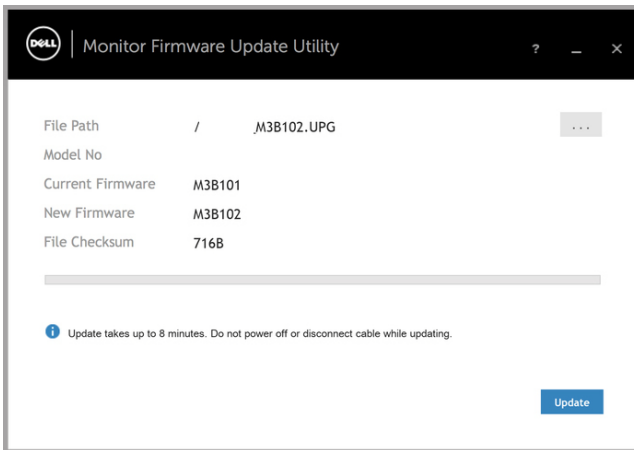 DELL Monitor Firmware Update Utility ? _ ×
File Path / M3B102.UPG ...
Model No
Current Firmware M3B101
New Firmware M3B102
File Checksum 716B
i Update takes up to 8 minutes. Do not power off or disconnect cable while updating.
Update